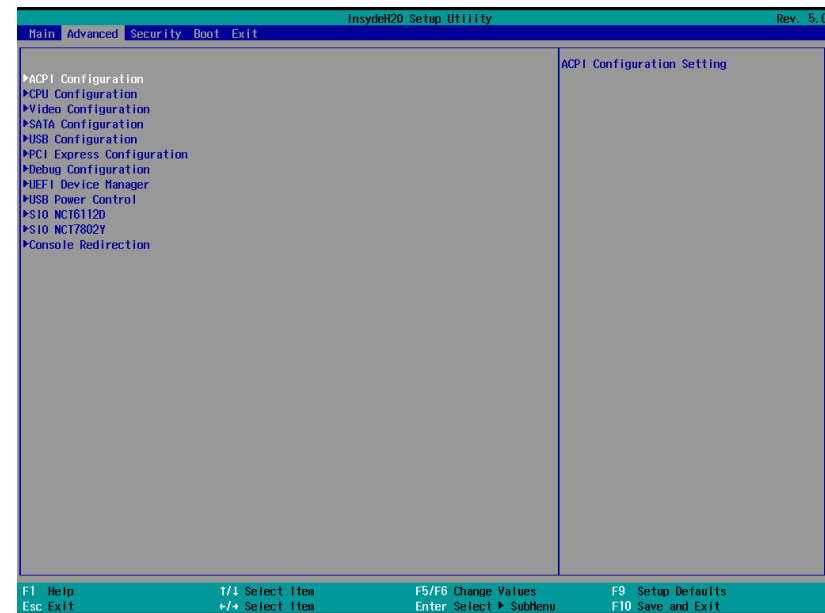 InsydeH20 Setup Utility Rev. 5.0
Main Advanced Security Boot Exit
ACPI Configuration Setting
▶ACPI Configuration
▶CPU Configuration
▶Video Configuration
▶SATA Configuration
▶USB Configuration
▶PCI Express Configuration
▶Debug Configuration
▶UEFI Device Manager
▶USB Power Control
▶SIO NCT6112D
▶SIO NCT7802Y
▶Console Redirection
F1 Help ↑/↓ Select Item F5/F6 Change Values F9 Setup Defaults
Esc Exit ←/→ Select Item Enter Select ▶ SubMenu F10 Save and Exit